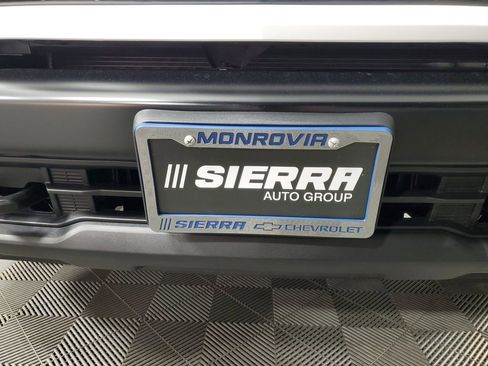 MONROVIA
SIERRA
AUTO GROUP
SIERRA CHEVROLET